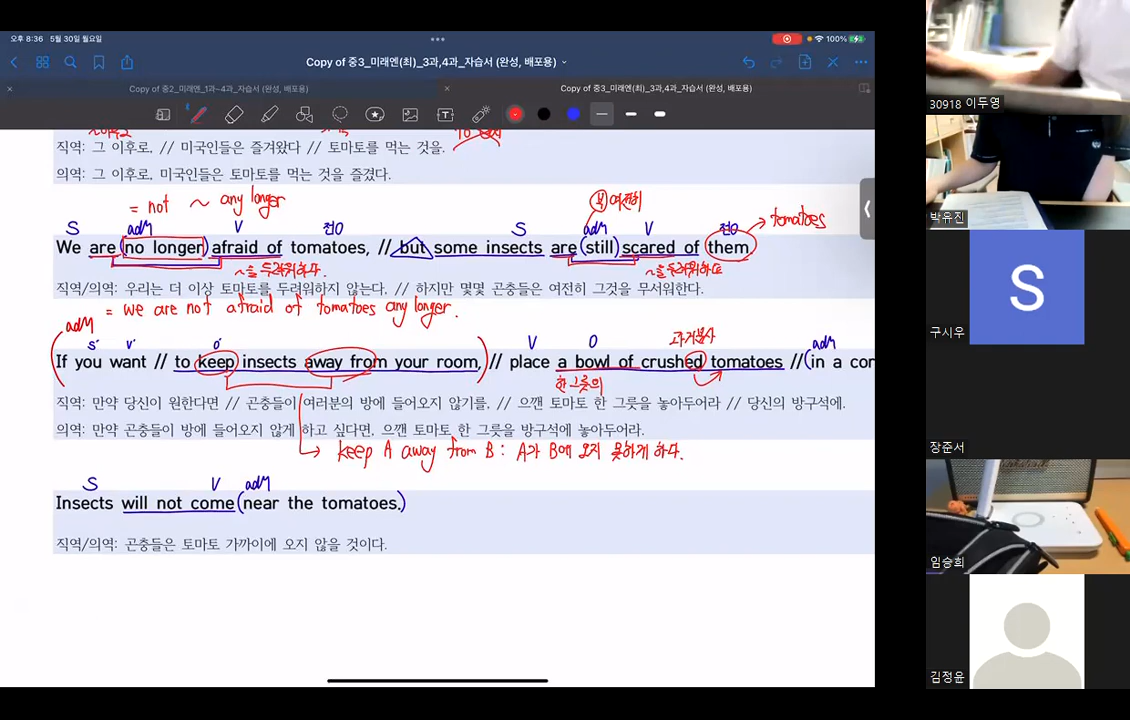 오후 8:36 5월 30일 월요일
100%
Copy of 중3_미래엔(최)_3과,4과_자습서 (완성, 배포용)
Copy of 중2_미래엔_1과~4과_자습서 (완성, 배포용)
Copy of 중3_미래엔(최)_3과,4과_자습서 (완성, 배포용)
직역: 그 이후로, // 미국인들은 즐겨왔다 // 토마토를 먹는 것을.
의역: 그 이후로, 미국인들은 토마토를 먹는 것을 즐겼다.
= not ~ any longer
부 여전히
S adM V 전O S adM V 전O tomatoes
We are (no longer) afraid of tomatoes, // but some insects are (still) scared of them.
~을 두려워하다. ~을 두려워하다
직역/의역: 우리는 더 이상 토마토를 두려워하지 않는다. // 하지만 몇몇 곤충들은 여전히 그것을 무서워한다.
= we are not afraid of tomatoes any longer.
adM
과거분사
s' v' o' V O adM
(If you want // to keep insects away from your room,) // place a bowl of crushed tomatoes // (in a cor
한 그릇의
직역: 만약 당신이 원한다면 // 곤충들이 여러분의 방에 들어오지 않기를, // 으깬 토마토 한 그릇을 놓아두어라 // 당신의 방구석에.
의역: 만약 곤충들이 방에 들어오지 않게 하고 싶다면, 으깬 토마토 한 그릇을 방구석에 놓아두어라.
keep A away from B : A가 B에 오지 못하게 하다.
S V adM
Insects will not come (near the tomatoes.)
직역/의역: 곤충들은 토마토 가까이에 오지 않을 것이다.
30918 이두영
박유진
S
구시우
장준서
임승희
김정윤